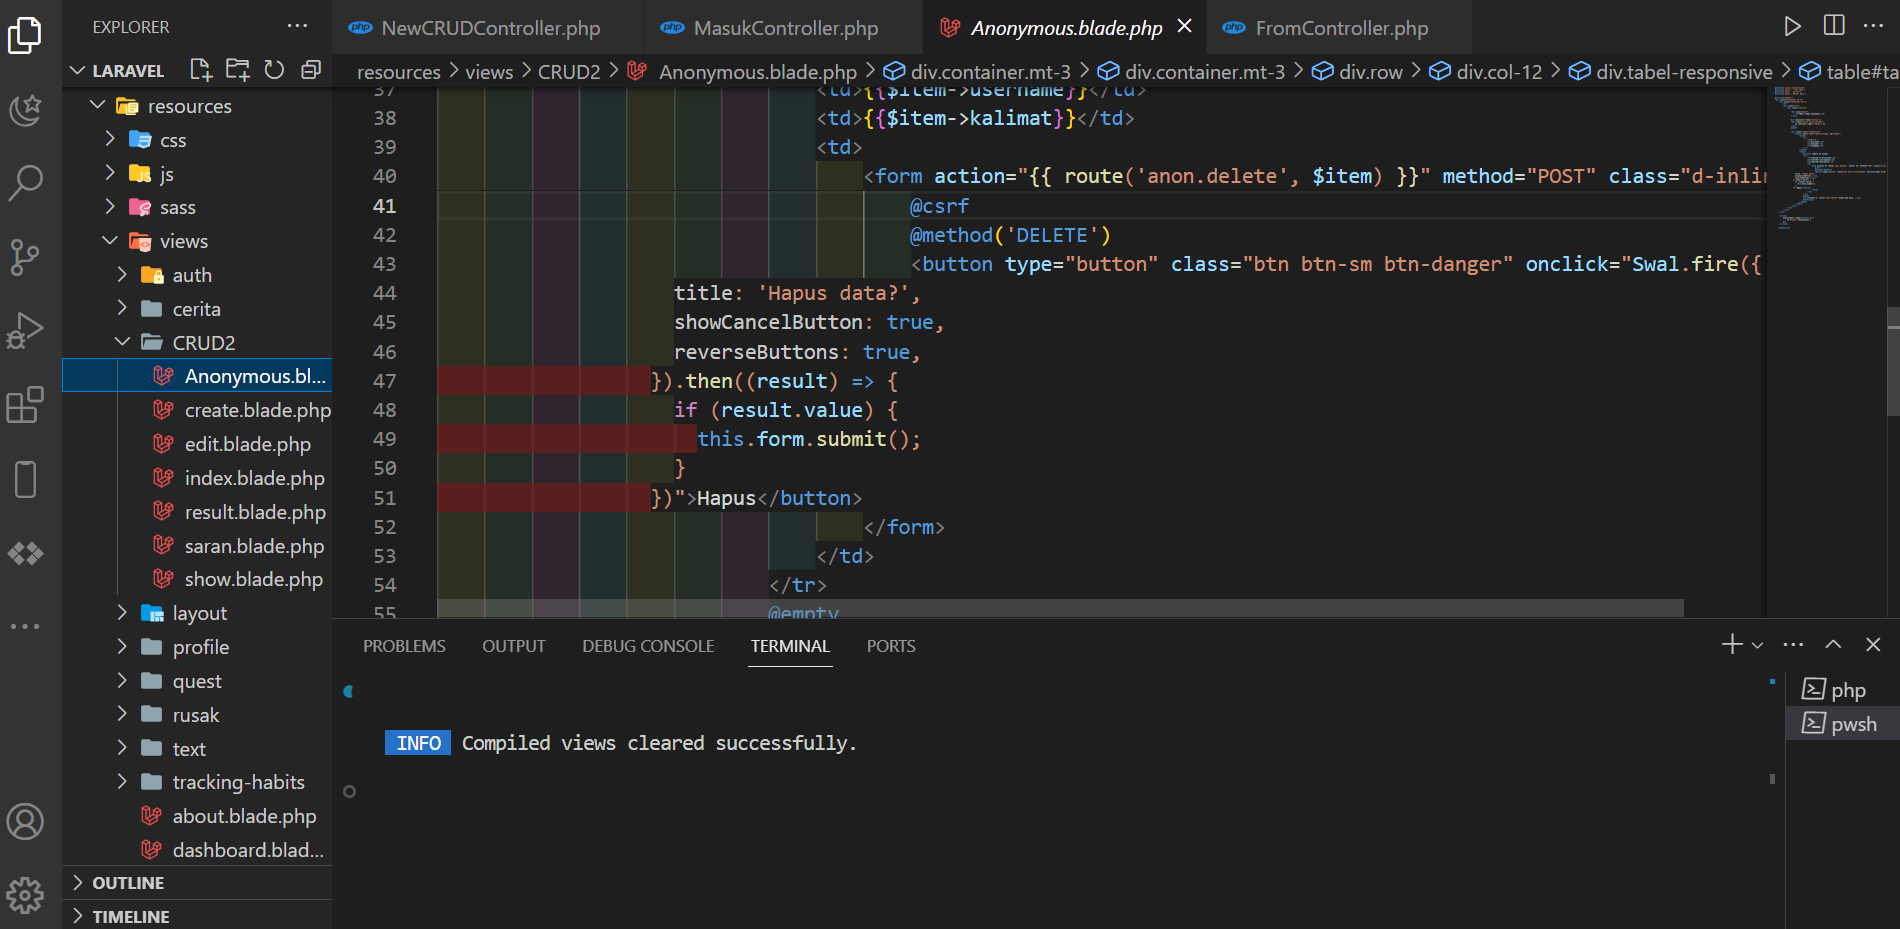 EXPLORER
NewCRUDController.php
MasukController.php
Anonymous.blade.php
FromController.php
LARAVEL
resources > views > CRUD2 > Anonymous.blade.php > div.container.mt-3 > div.container.mt-3 > div.row > div.col-12 > div.tabel-responsive > table#ta
resources
css
js
sass
views
auth
cerita
CRUD2
Anonymous.bl...
create.blade.php
edit.blade.php
index.blade.php
result.blade.php
saran.blade.php
show.blade.php
layout
profile
quest
rusak
text
tracking-habits
about.blade.php
dashboard.blad...
OUTLINE
TIMELINE
37 <td>{{$item->username}}</td>
38 <td>{{$item->kalimat}}</td>
39 <td>
40 <form action="{{ route('anon.delete', $item) }}" method="POST" class="d-inlin
41 @csrf
42 @method('DELETE')
43 <button type="button" class="btn btn-sm btn-danger" onclick="Swal.fire({
44 title: 'Hapus data?',
45 showCancelButton: true,
46 reverseButtons: true,
47 }).then((result) => {
48 if (result.value) {
49 this.form.submit();
50 }
51 })">Hapus</button>
52 </form>
53 </td>
54 </tr>
55 @empty
PROBLEMS OUTPUT DEBUG CONSOLE TERMINAL PORTS
INFO Compiled views cleared successfully.
php
pwsh